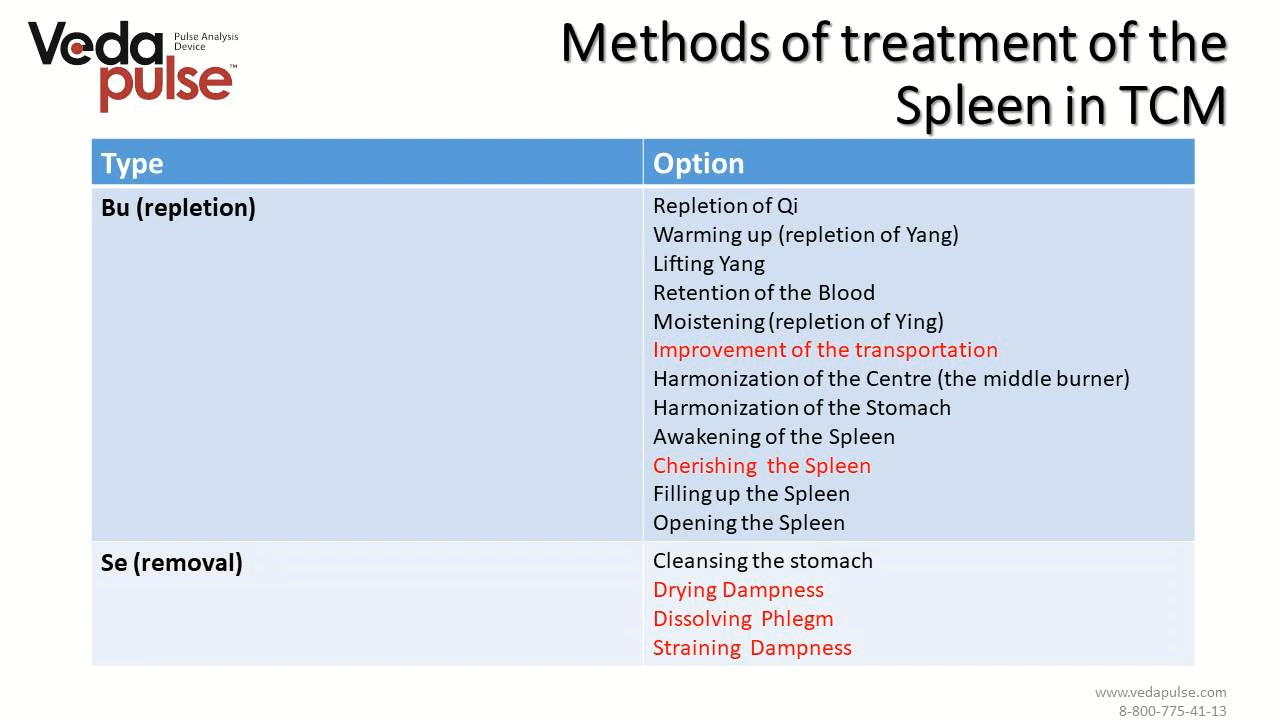 Veda
pulse™
Pulse Analysis
Device
Methods of treatment of the
Spleen in TCM
Type
Option
Bu (repletion)
Repletion of Qi
Warming up (repletion of Yang)
Lifting Yang
Retention of the Blood
Moistening (repletion of Ying)
Improvement of the transportation
Harmonization of the Centre (the middle burner)
Harmonization of the Stomach
Awakening of the Spleen
Cherishing the Spleen
Filling up the Spleen
Opening the Spleen
Se (removal)
Cleansing the stomach
Drying Dampness
Dissolving Phlegm
Straining Dampness
www.vedapulse.com
8-800-775-41-13